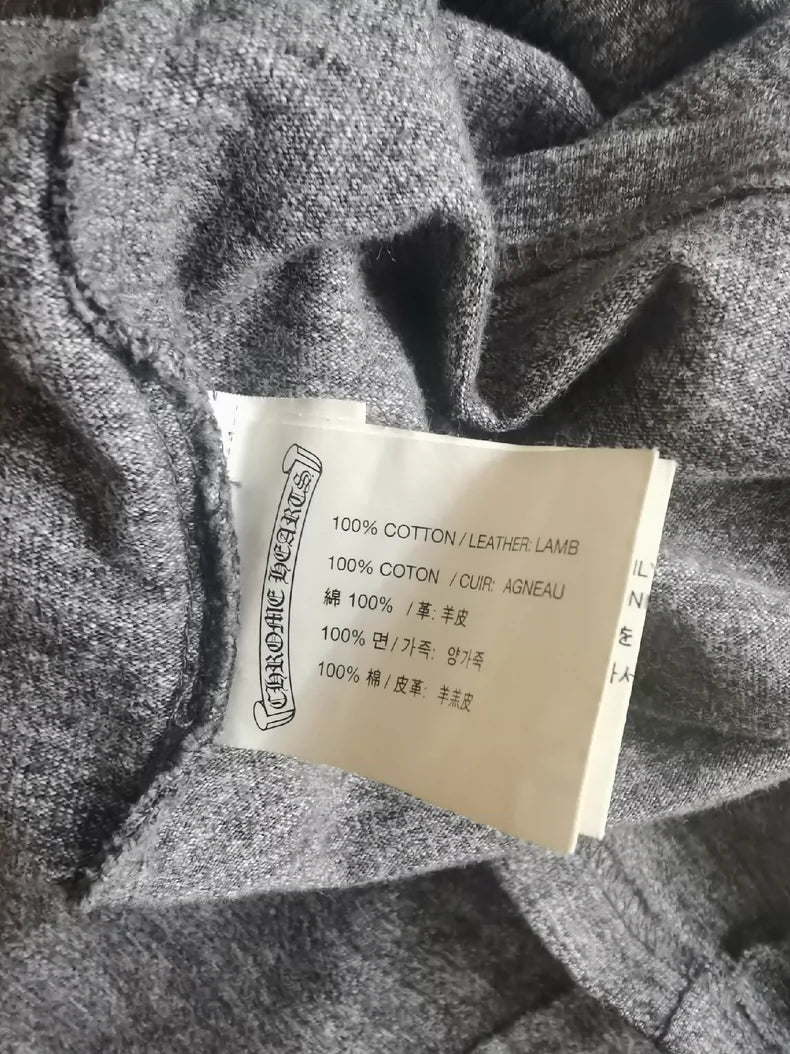 CHROME HEARTS
100% COTTON / LEATHER: LAMB
100% COTON / CUIR: AGNEAU
綿 100% / 革: 羊皮
100% 면 / 가죽: 양가죽
100% 棉 / 皮革: 羊羔皮
を